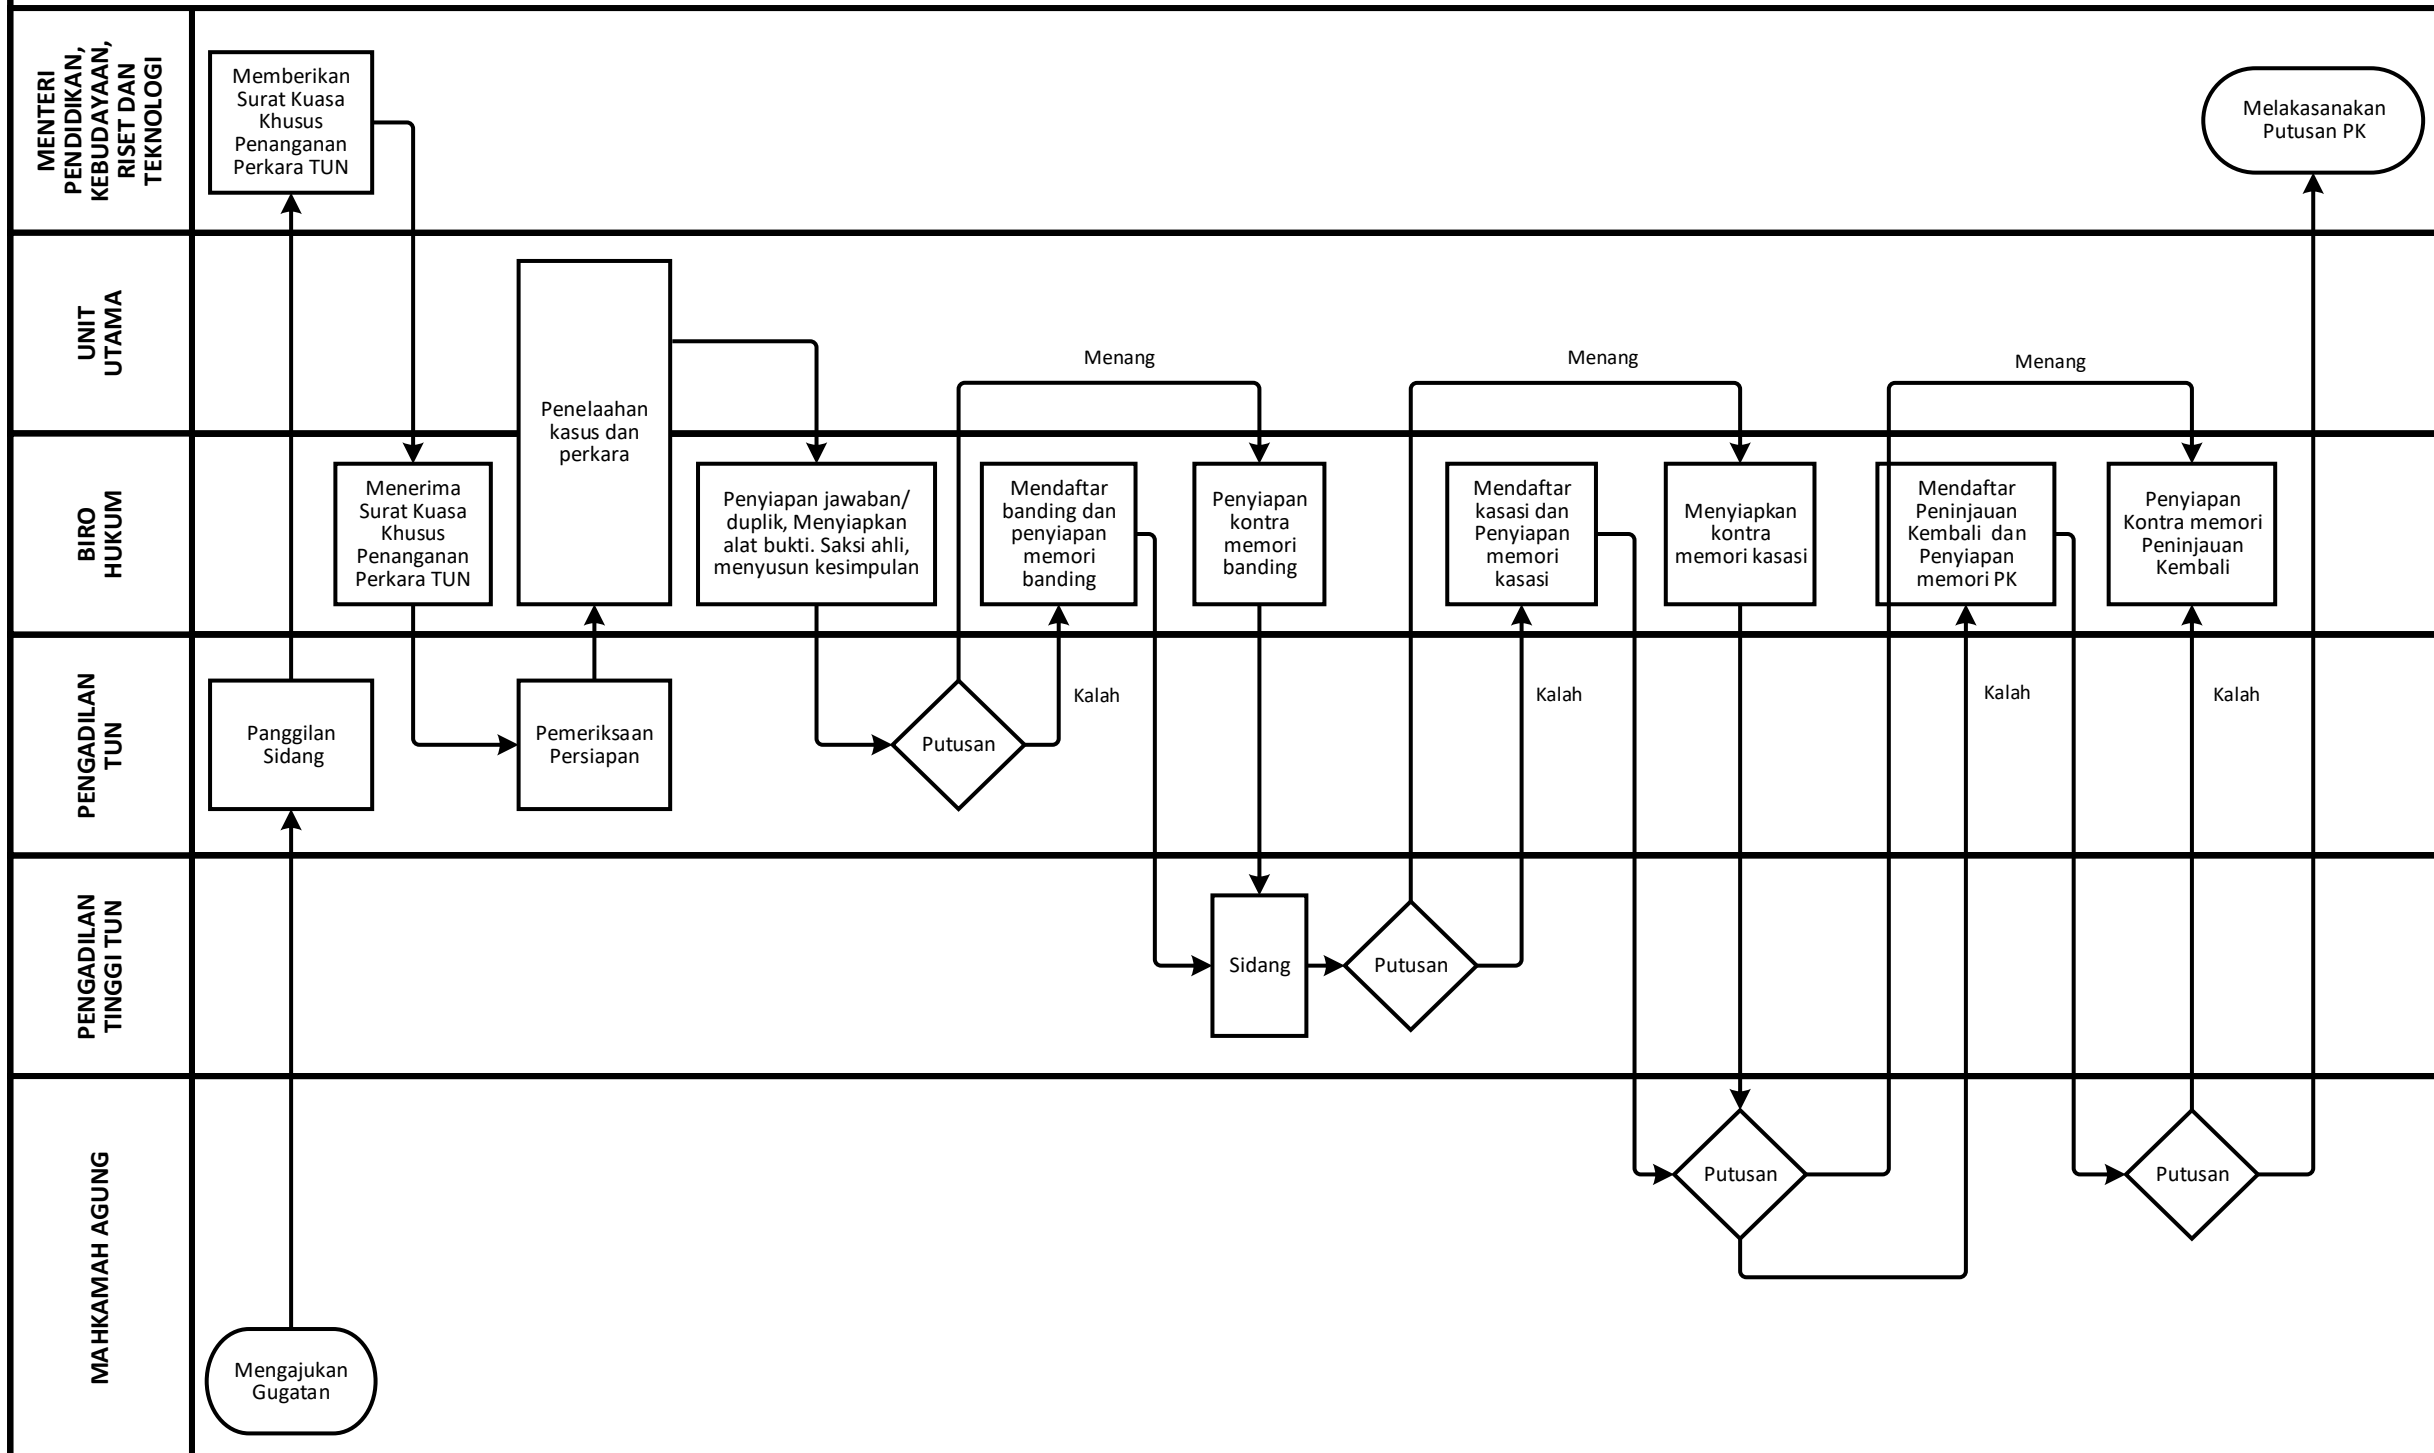 MENTERI
PENDIDIKAN,
KEBUDAYAAN,
RISET DAN
TEKNOLOGI
Memberikan
Surat Kuasa
Khusus
Penanganan
Perkara TUN
Melakasanakan
Putusan PK
UNIT
UTAMA
Menang
Menang
Menang
Penelaahan
kasus dan
perkara
BIRO
HUKUM
Menerima
Surat Kuasa
Khusus
Penanganan
Perkara TUN
Penyiapan jawaban/
duplik, Menyiapkan
alat bukti. Saksi ahli,
menyusun kesimpulan
Mendaftar
banding dan
penyiapan
memori
banding
Penyiapan
kontra
memori
banding
Mendaftar
kasasi dan
Penyiapan
memori
kasasi
Menyiapkan
kontra
memori kasasi
Mendaftar
Peninjauan
Kembali dan
Penyiapan
memori PK
Penyiapan
Kontra memori
Peninjauan
Kembali
PENGADILAN
TUN
Panggilan
Sidang
Pemeriksaan
Persiapan
Putusan
Kalah
Kalah
Kalah
Kalah
PENGADILAN
TINGGI TUN
Sidang
Putusan
MAHKAMAH AGUNG
Putusan
Putusan
Mengajukan
Gugatan